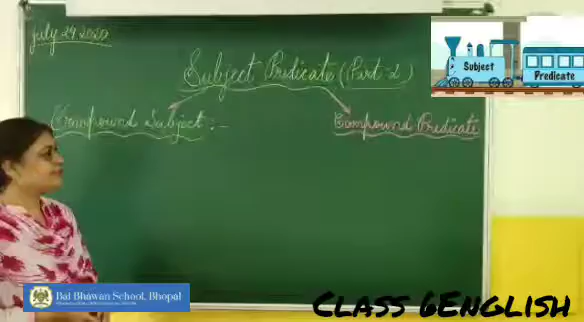 July 29 2020
Subject Predicate (Part-2)
Subject
Predicate
Compound Subject :-
Compound Predicate
Bal Bhawan School, Bhopal
Class 6English